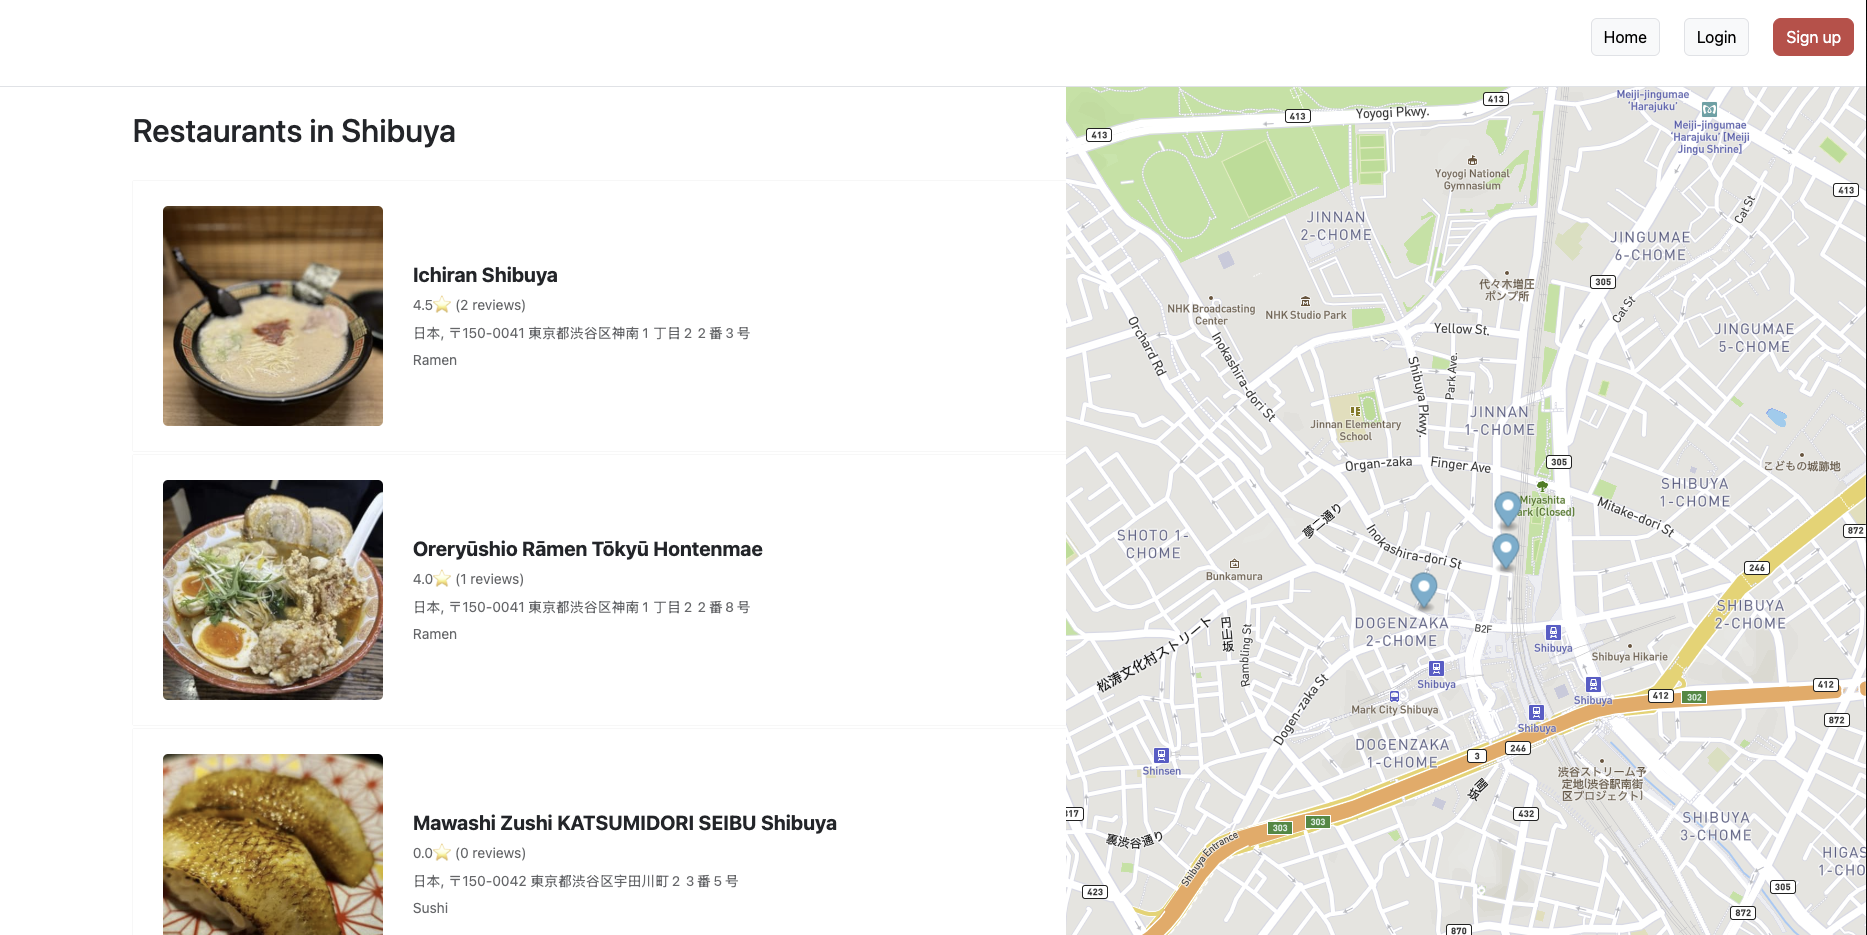 Home
Login
Sign up
Restaurants in Shibuya
Ichiran Shibuya
4.5⭐ (2 reviews)
日本, 〒150-0041 東京都渋谷区神南１丁目２２番３号
Ramen
Oreryūshio Rāmen Tōkyū Hontenmae
4.0⭐ (1 reviews)
日本, 〒150-0041 東京都渋谷区神南１丁目２２番８号
Ramen
Mawashi Zushi KATSUMIDORI SEIBU Shibuya
0.0⭐ (0 reviews)
日本, 〒150-0042 東京都渋谷区宇田川町２３番５号
Sushi
413
413
Yoyogi Pkwy.
413
Meiji-jingumae
'Harajuku'
Meiji-jingumae
'Harajuku' [Meiji
Jingu Shrine]
413
Yoyogi National
Gymnasium
Cat St
JINNAN
2-CHOME
JINGUMAE
6-CHOME
305
代々木増圧
ポンプ所
NHK Broadcasting
Center
NHK Studio Park
Cat St
Yellow St.
JINGUMAE
5-CHOME
Orchard Rd
Inokashira-dori St
Shibuya Pkwy.
Park Ave.
Jinnan Elementary
School
JINNAN
1-CHOME
Organ-zaka
Finger Ave
305
こどもの城跡地
Miyashita
ark (Closed)
SHIBUYA
1-CHOME
Mitake-dori St
872
SHOTO 1-
CHOME
夢二通り
Inokashira-dori St
Bunkamura
246
DOGENZAKA
2-CHOME
B2F
SHIBUYA
2-CHOME
円山坂
Rambling St
松涛文化村ストリート
Shibuya
Shibuya Hikarie
Shibuya
Shibuya
412
302
412
Mark City Shibuya
Dogen-zaka St
Shibuya
872
DOGENZAKA
1-CHOME
3
246
Shinsen
渋谷ストリーム予
定地(渋谷駅南街
区プロジェクト)
317
303
303
432
SHIBUYA
3-CHOME
裏渋谷通り
Shibuya Entrance
HIGAS
1-CHO
423
305
872
870